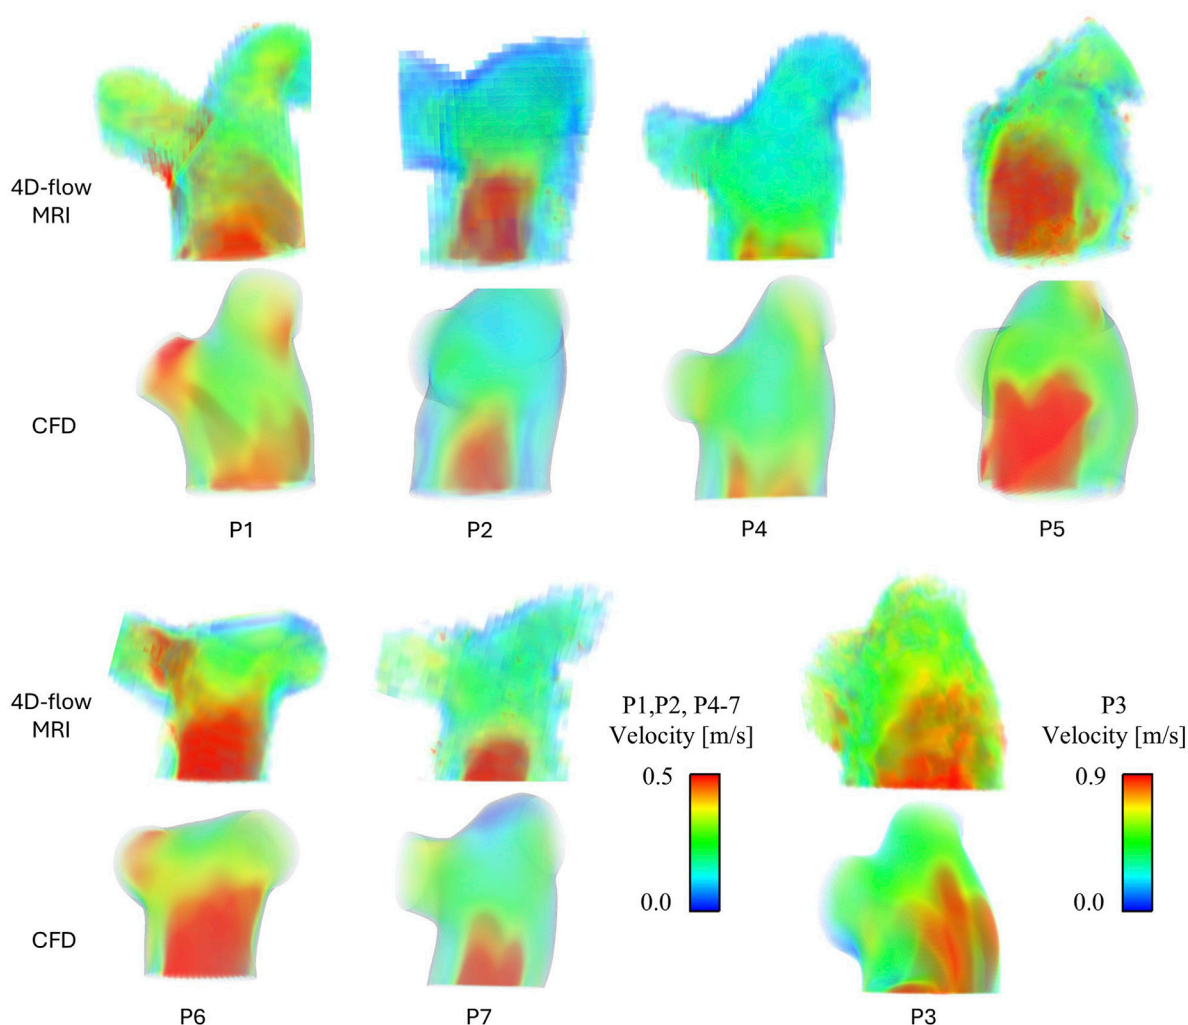 4D-flow
MRI
CFD
P1
P2
P4
P5
4D-flow
MRI
P1,P2, P4-7
Velocity [m/s]
0.5
0.0
P3
Velocity [m/s]
0.9
0.0
CFD
P6
P7
P3